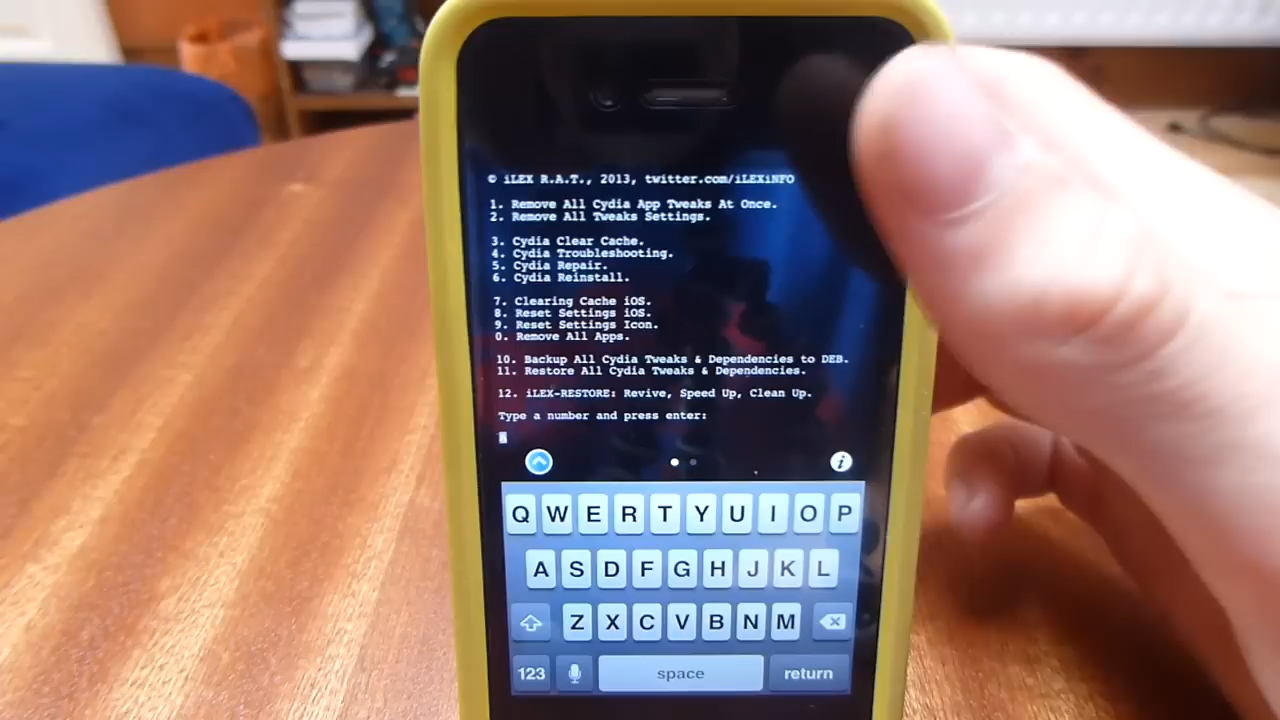 © iLEX R.A.T., 2013, twitter.com/iLEXiNFO
1. Remove All Cydia App Tweaks At Once.
2. Remove All Tweaks Settings.
3. Cydia Clear Cache.
4. Cydia Troubleshooting.
5. Cydia Repair.
6. Cydia Reinstall.
7. Clearing Cache iOS.
8. Reset Settings iOS.
9. Reset Settings Icon.
0. Remove All Apps.
10. Backup All Cydia Tweaks & Dependencies to DEB.
11. Restore All Cydia Tweaks & Dependencies.
12. iLEX-RESTORE: Revive, Speed Up, Clean Up.
Type a number and press enter:
i
Q W E R T Y U I O P
A S D F G H J K L
Z X C V B N M
123 space return